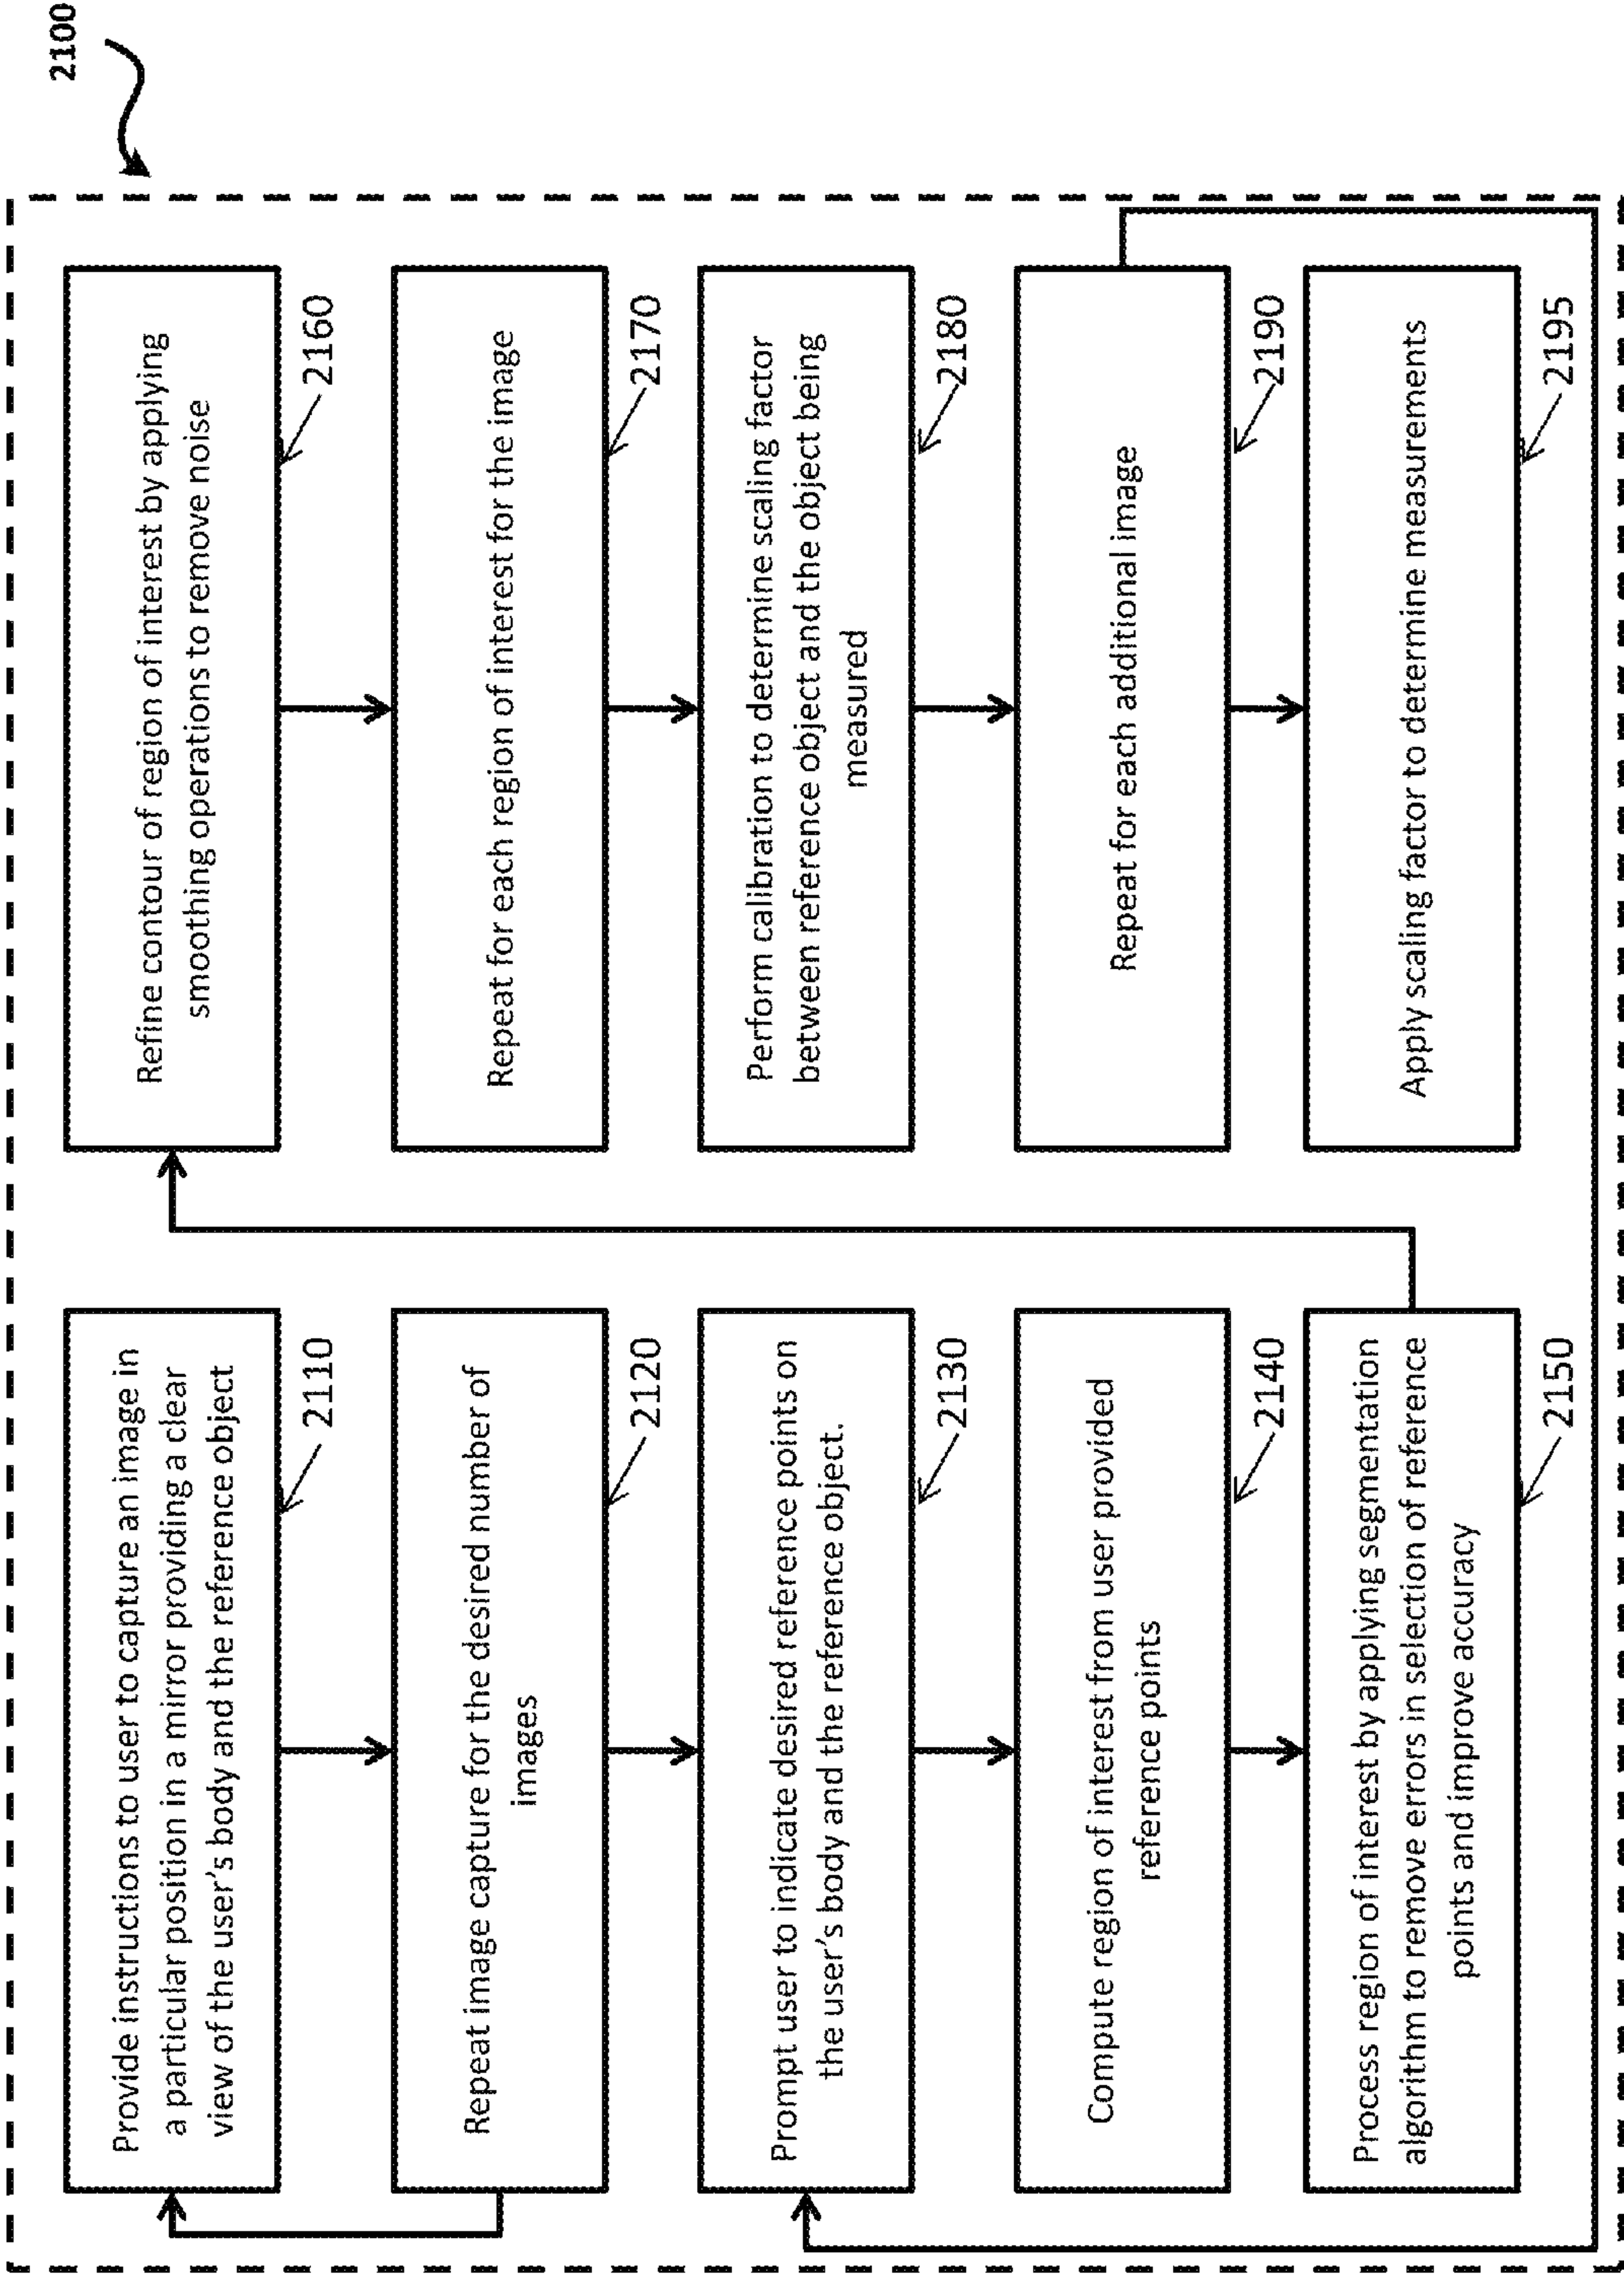 2100
Provide instructions to user to capture an image in
a particular position in a mirror providing a clear
view of the user's body and the reference object
2110
Repeat image capture for the desired number of
images
2120
Prompt user to indicate desired reference points on
the user's body and the reference object.
2130
Compute region of interest from user provided
reference points
2140
Process region of interest by applying segmentation
algorithm to remove errors in selection of reference
points and improve accuracy
2150
Refine contour of region of interest by applying
smoothing operations to remove noise
2160
Repeat for each region of interest for the image
2170
Perform calibration to determine scaling factor
between reference object and the object being
measured
2180
Repeat for each additional image
2190
Apply scaling factor to determine measurements
2195